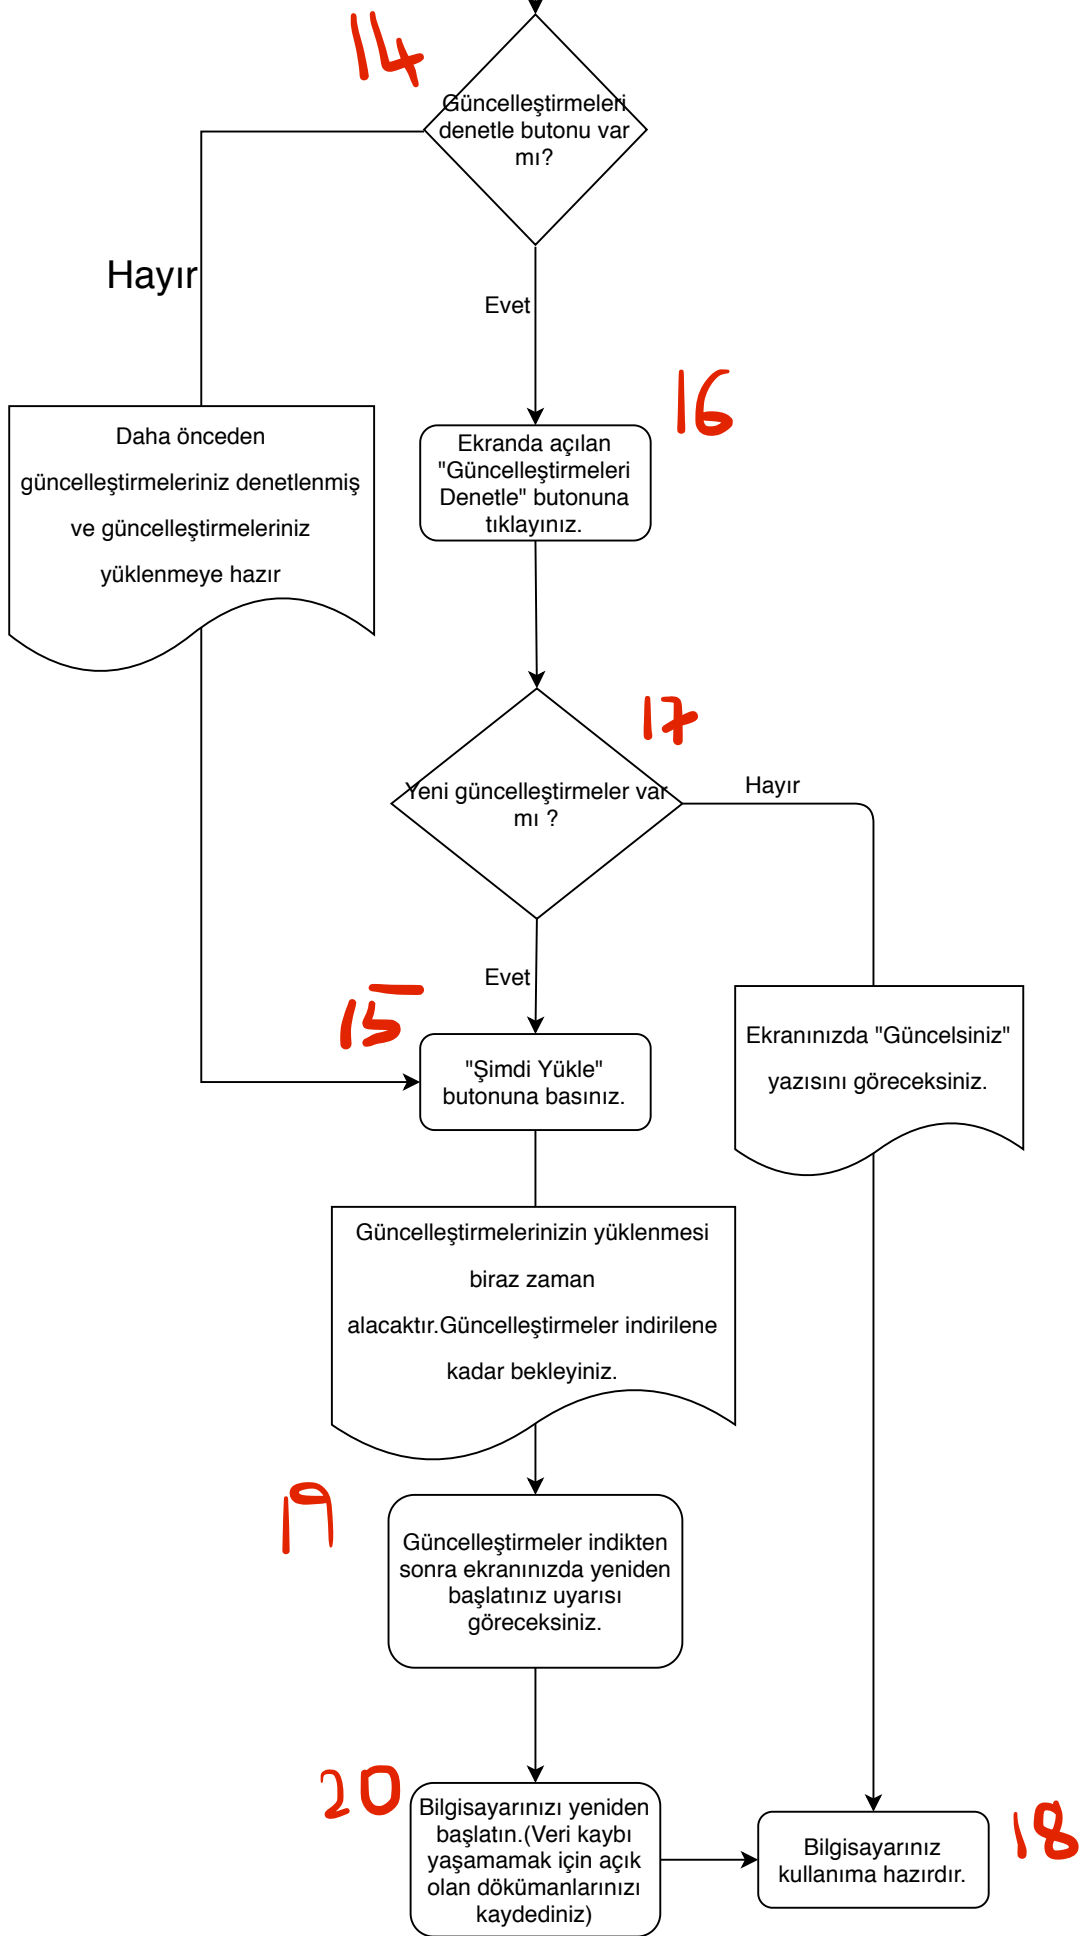 14
Güncelleştirmeleri
denetle butonu var
mı?
Hayır
Evet
16
Daha önceden
güncelleştirmeleriniz denetlenmiş
ve güncelleştirmeleriniz
yüklenmeye hazır
Ekranda açılan
"Güncelleştirmeleri
Denetle" butonuna
tıklayınız.
17
Yeni güncelleştirmeler var
mı ?
Hayır
Evet
15
"Şimdi Yükle"
butonuna basınız.
Ekranınızda "Güncelsiniz"
yazısını göreceksiniz.
Güncelleştirmelerinizin yüklenmesi
biraz zaman
alacaktır.Güncelleştirmeler indirilene
kadar bekleyiniz.
19
Güncelleştirmeler indikten
sonra ekranınızda yeniden
başlatınız uyarısı
göreceksiniz.
20
Bilgisayarınızı yeniden
başlatın.(Veri kaybı
yaşamamak için açık
olan dökümanlarınızı
kaydediniz)
Bilgisayarınız
kullanıma hazırdır.
18